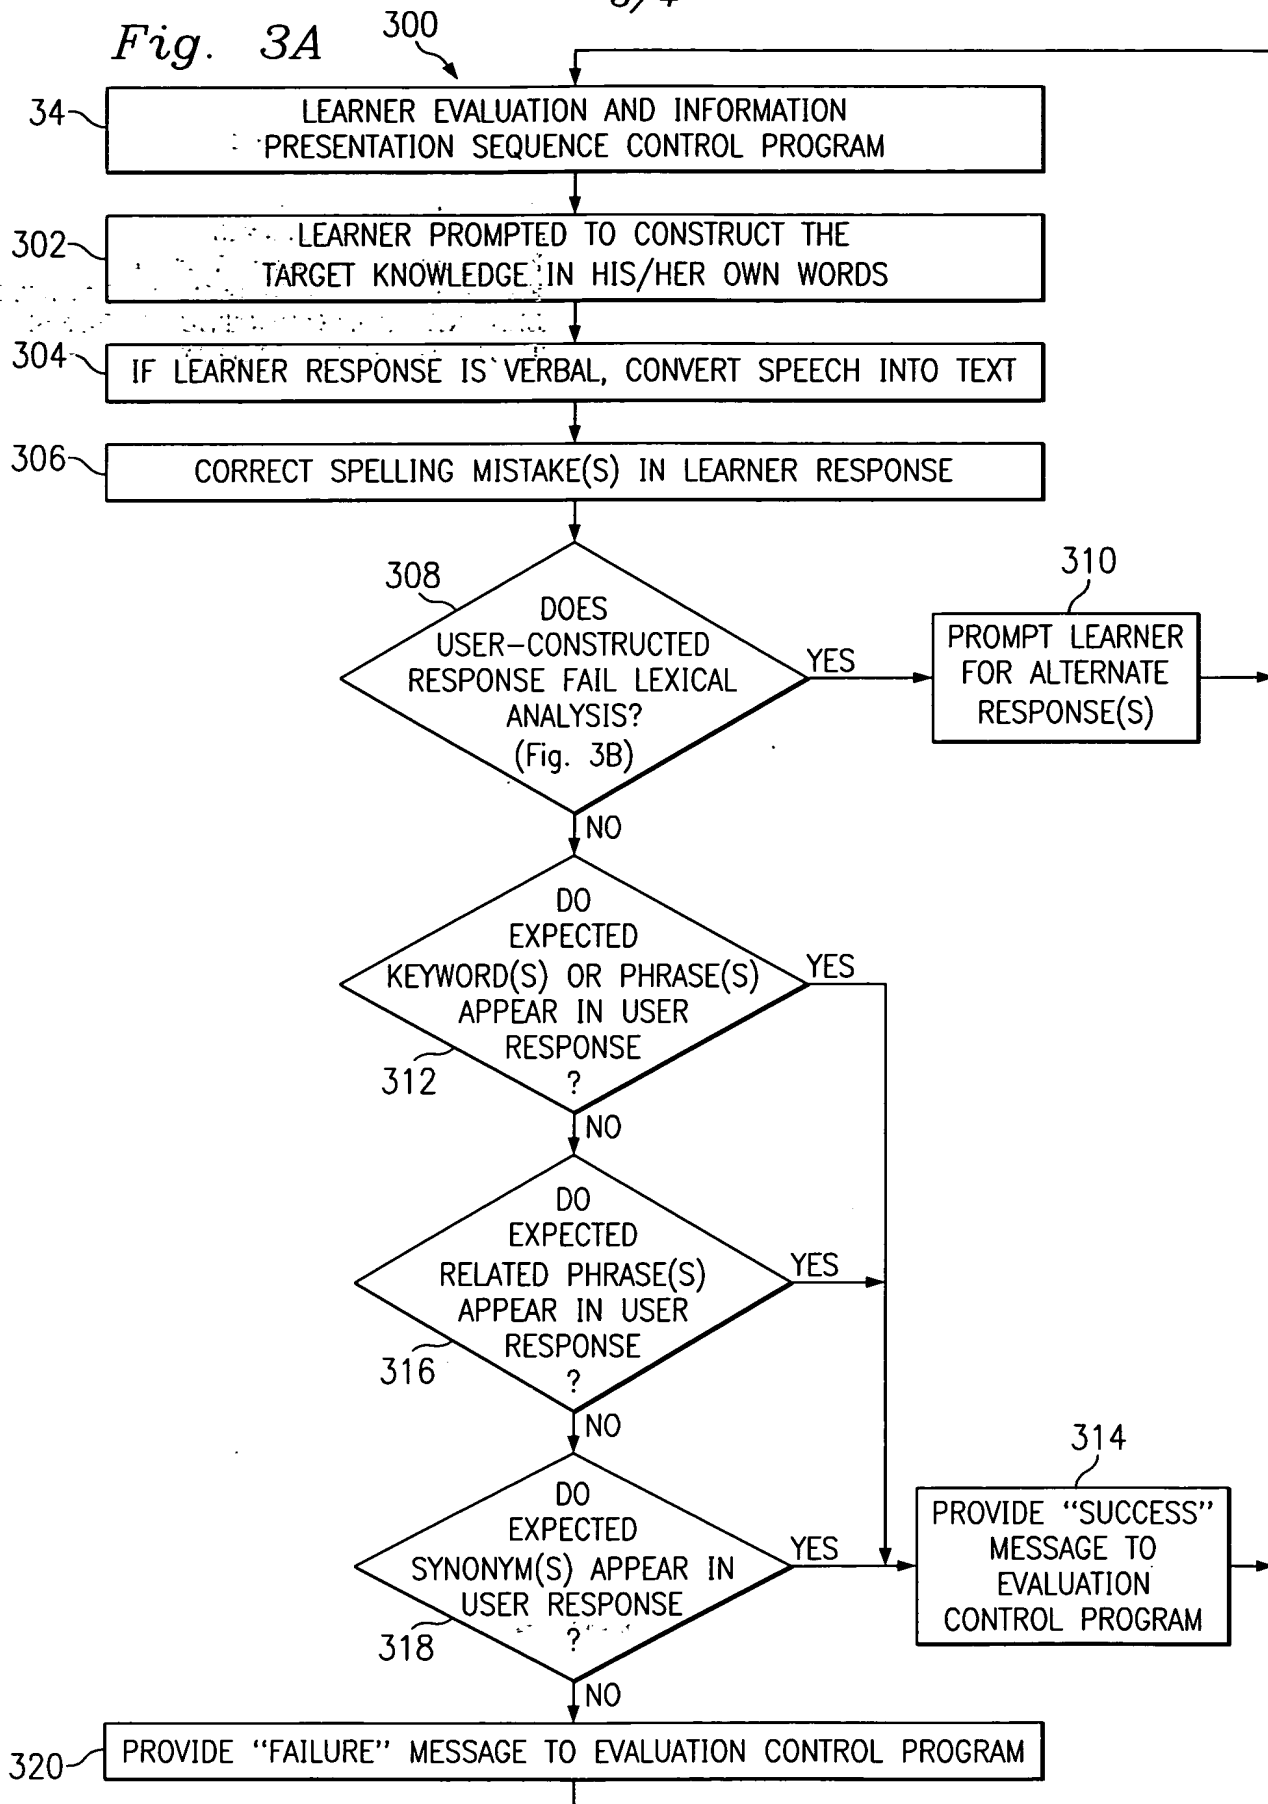 3/4
Fig. 3A
300
34
LEARNER EVALUATION AND INFORMATION
PRESENTATION SEQUENCE CONTROL PROGRAM
302
LEARNER PROMPTED TO CONSTRUCT THE
TARGET KNOWLEDGE IN HIS/HER OWN WORDS
304
IF LEARNER RESPONSE IS VERBAL, CONVERT SPEECH INTO TEXT
306
CORRECT SPELLING MISTAKE(S) IN LEARNER RESPONSE
308
DOES
USER-CONSTRUCTED
RESPONSE FAIL LEXICAL
ANALYSIS?
(Fig. 3B)
YES
310
PROMPT LEARNER
FOR ALTERNATE
RESPONSE(S)
NO
DO
EXPECTED
KEYWORD(S) OR PHRASE(S)
APPEAR IN USER
RESPONSE
?
312
YES
NO
DO
EXPECTED
RELATED PHRASE(S)
APPEAR IN USER
RESPONSE
?
316
YES
NO
DO
EXPECTED
SYNONYM(S) APPEAR IN
USER RESPONSE
?
318
YES
314
PROVIDE “SUCCESS”
MESSAGE TO
EVALUATION
CONTROL PROGRAM
NO
320
PROVIDE “FAILURE” MESSAGE TO EVALUATION CONTROL PROGRAM